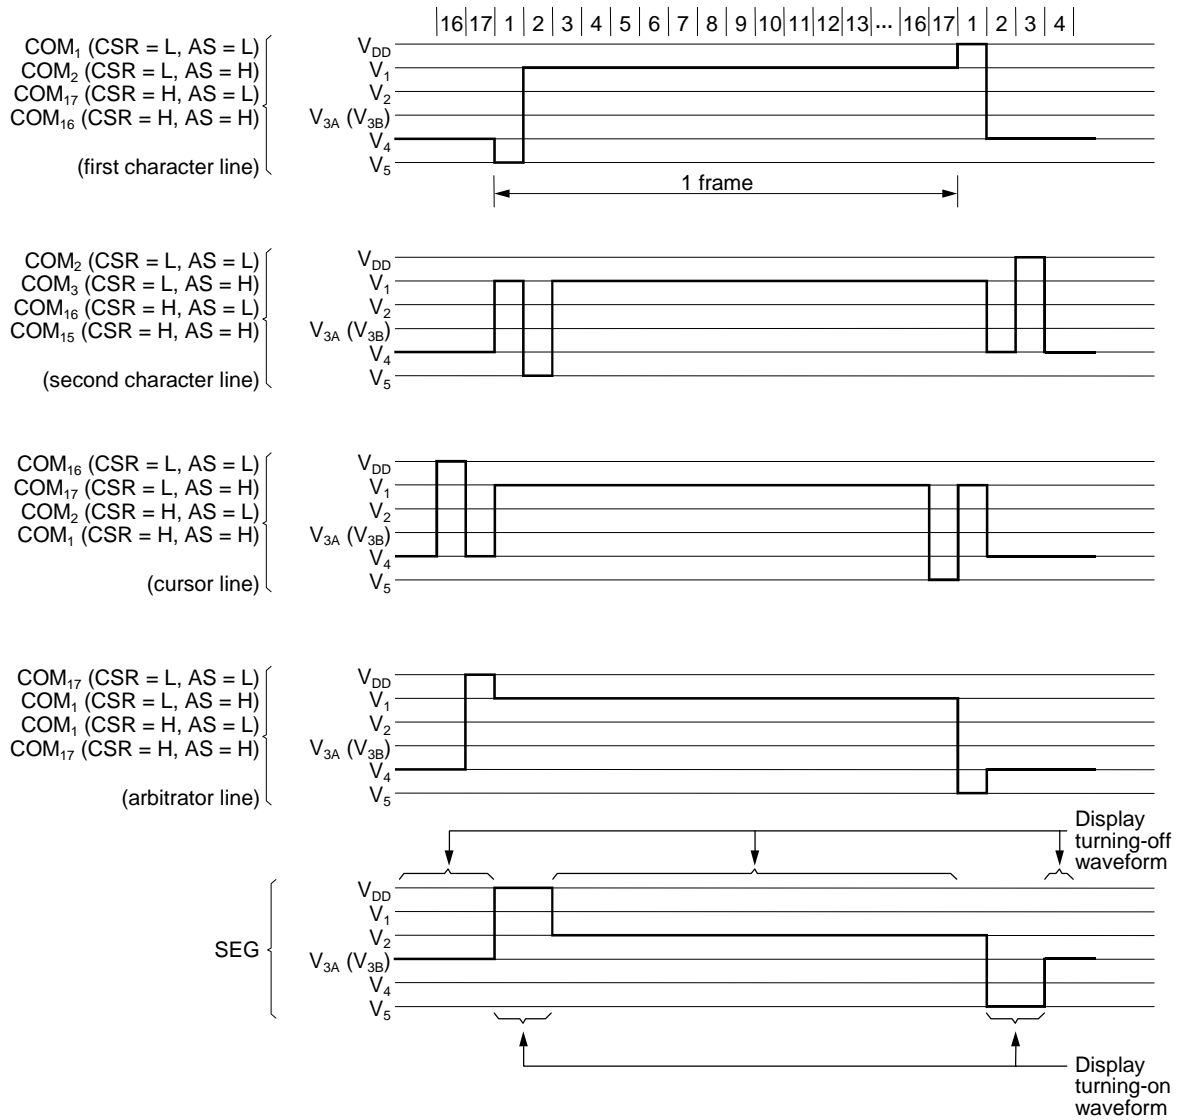 16 17 1 2 3 4 5 6 7 8 9 10 11 12 13 ... 16 17 1 2 3 4
COM1 (CSR = L, AS = L)
COM2 (CSR = L, AS = H)
COM17 (CSR = H, AS = L)
COM16 (CSR = H, AS = H)
(first character line)
VDD
V1
V2
V3A (V3B)
V4
V5
1 frame
COM2 (CSR = L, AS = L)
COM3 (CSR = L, AS = H)
COM16 (CSR = H, AS = L)
COM15 (CSR = H, AS = H)
(second character line)
VDD
V1
V2
V3A (V3B)
V4
V5
COM16 (CSR = L, AS = L)
COM17 (CSR = L, AS = H)
COM2 (CSR = H, AS = L)
COM1 (CSR = H, AS = H)
(cursor line)
VDD
V1
V2
V3A (V3B)
V4
V5
COM17 (CSR = L, AS = L)
COM1 (CSR = L, AS = H)
COM1 (CSR = H, AS = L)
COM17 (CSR = H, AS = H)
(arbitrator line)
VDD
V1
V2
V3A (V3B)
V4
V5
Display
turning-off
waveform
SEG
VDD
V1
V2
V3A (V3B)
V4
V5
Display
turning-on
waveform